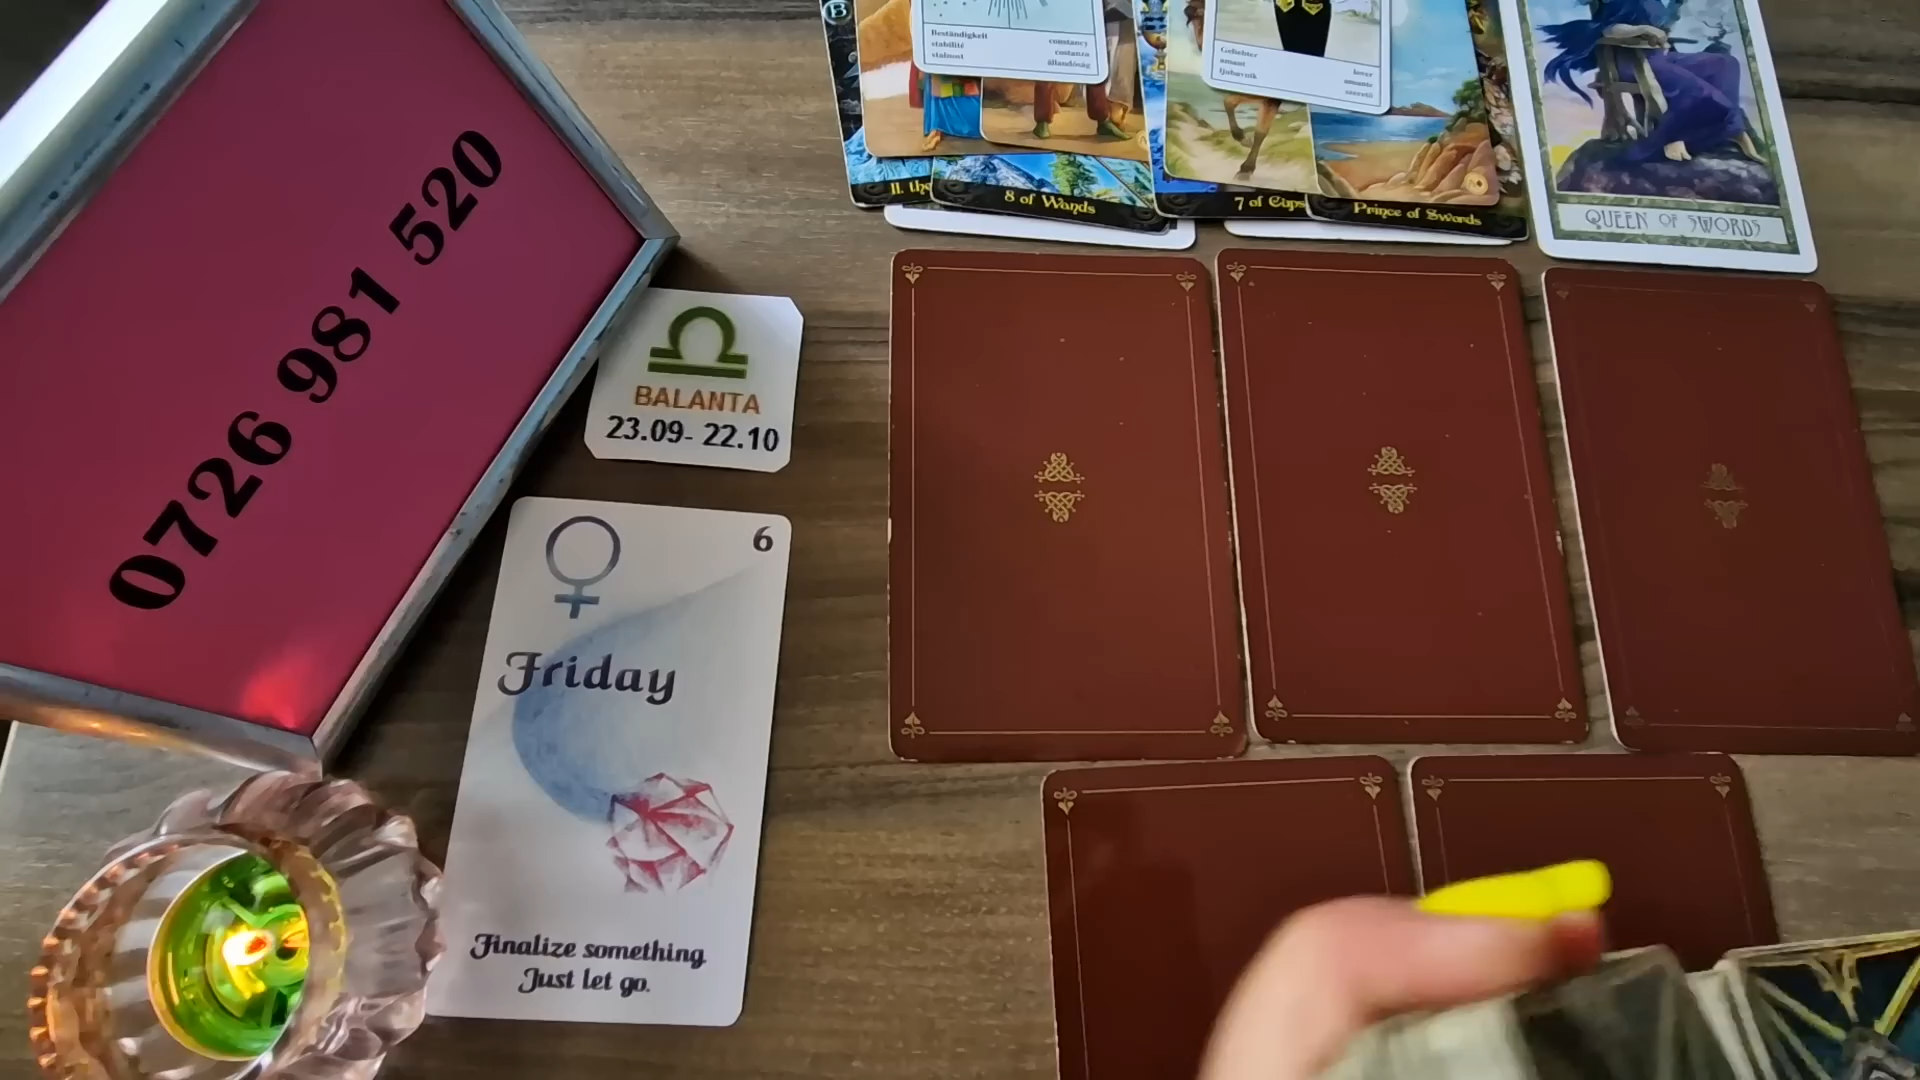 0726 981 520
BALANTA
23.09- 22.10
6
Friday
Finalize something
Just let go.
B
Beständigkeit
stabilité
stalnost
constancy
costanza
állandóság
Geliebter
amant
ljubavnik
lover
amante
szerető
II. the
8 of Wands
7 of Cups
Prince of Swords
QUEEN OF SWORDS